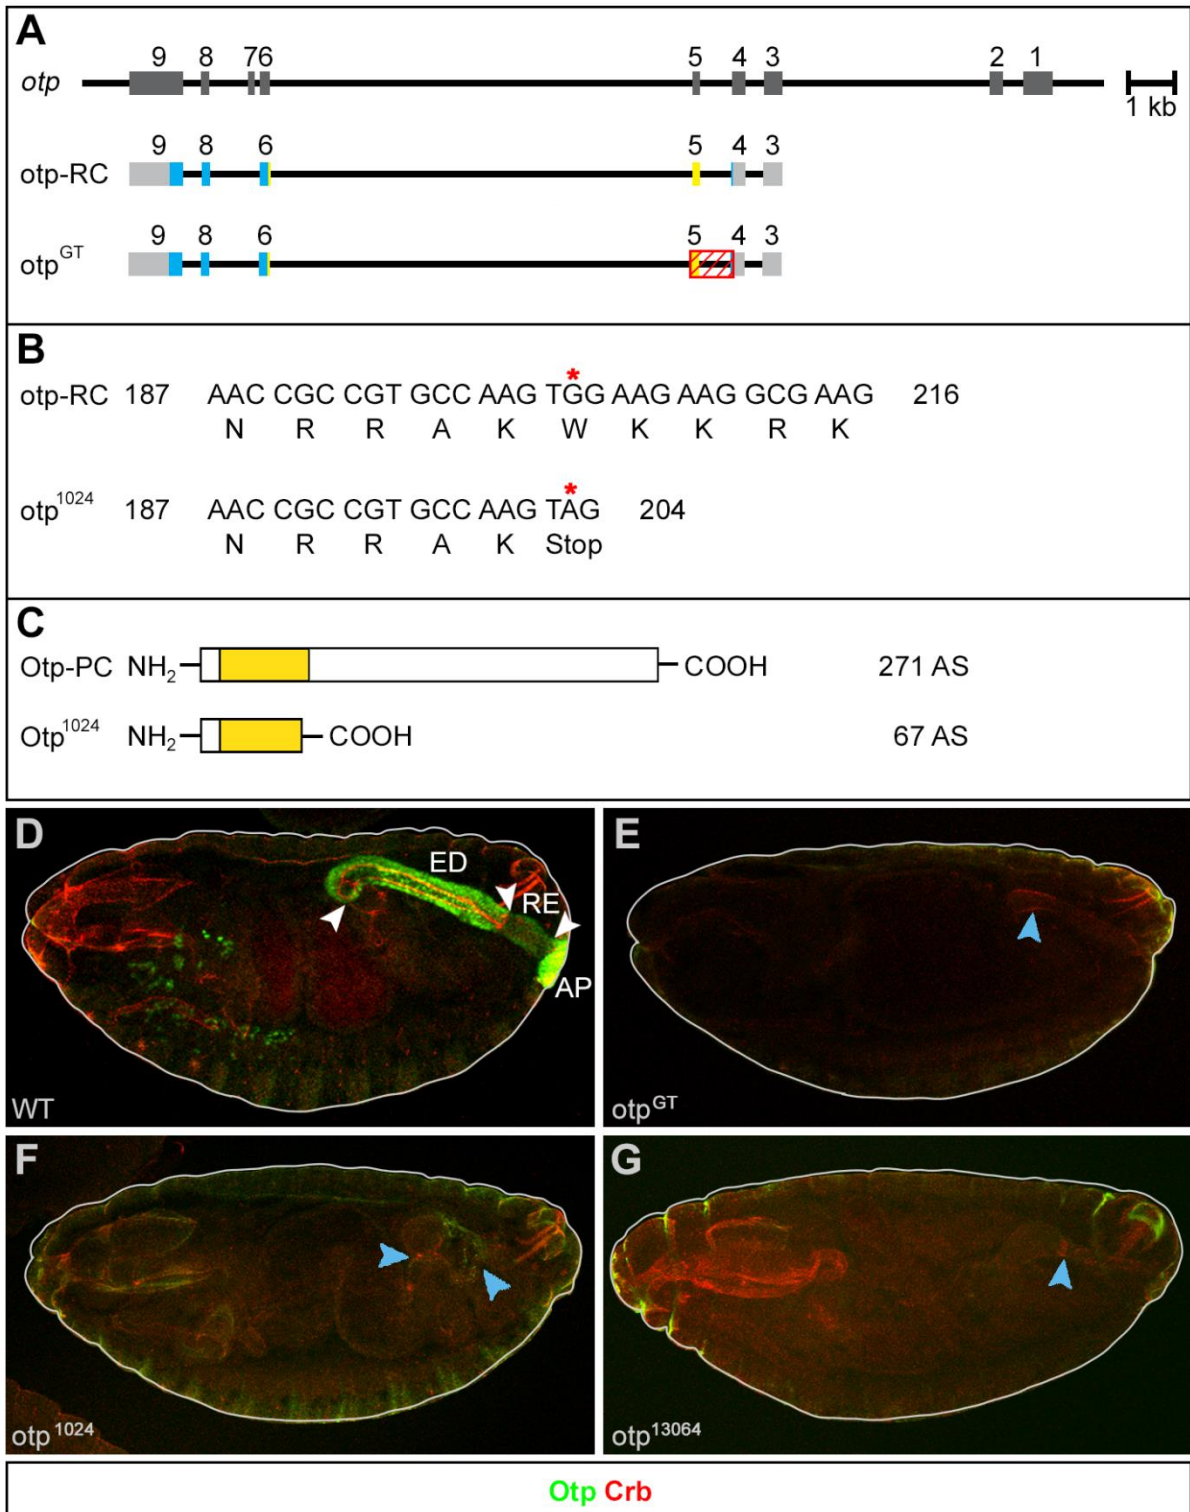 A
9 8 7 6 5 4 3 2 1
otp
1 kb
9 8 6 5 4 3
otp-RC
9 8 6 5 4 3
otp^GT
B
*
otp-RC 187 AAC CGC CGT GCC AAG TGG AAG AAG GCG AAG 216
N R R A K W K K R K
*
otp^1024 187 AAC CGC CGT GCC AAG TAG 204
N R R A K Stop
C
Otp-PC NH₂ COOH 271 AS
Otp^1024 NH₂ COOH 67 AS
D
ED
RE
AP
WT
E
otp^GT
F
otp^1024
G
otp^13064
Otp Crb